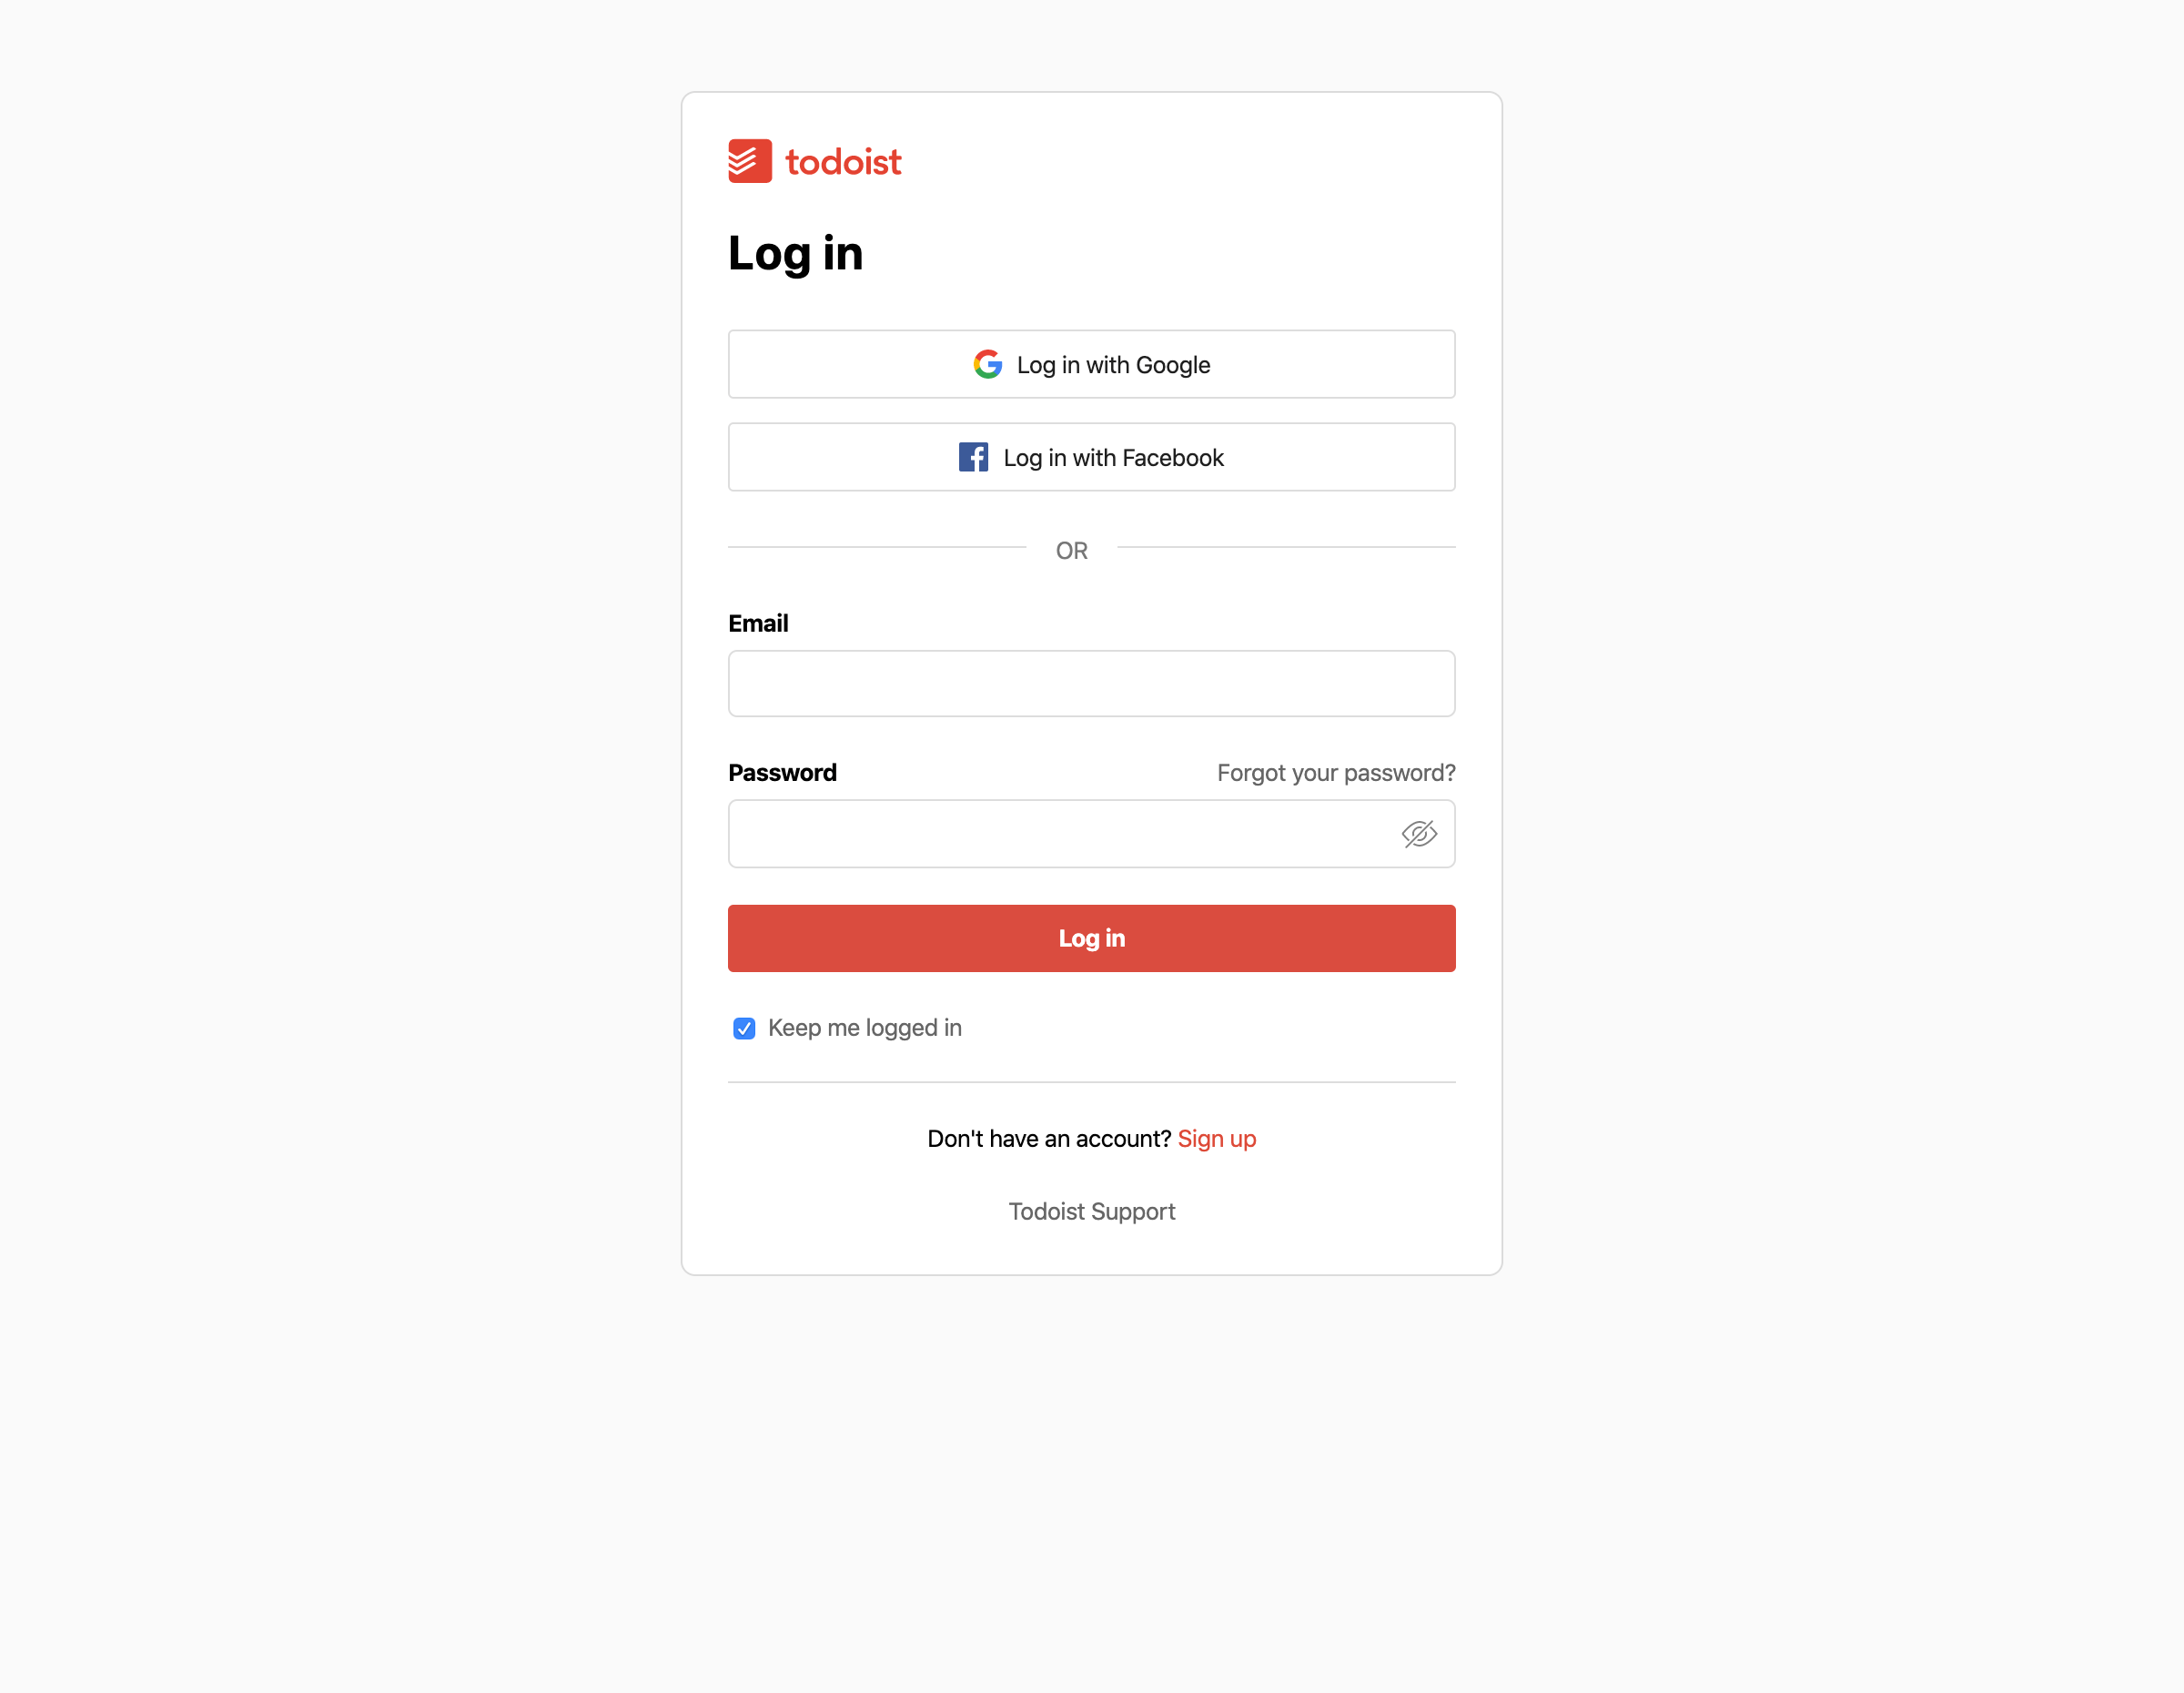 todoist
Log in
Log in with Google
Log in with Facebook
OR
Email
Password Forgot your password?
Log in
Keep me logged in
Don't have an account? Sign up
Todoist Support